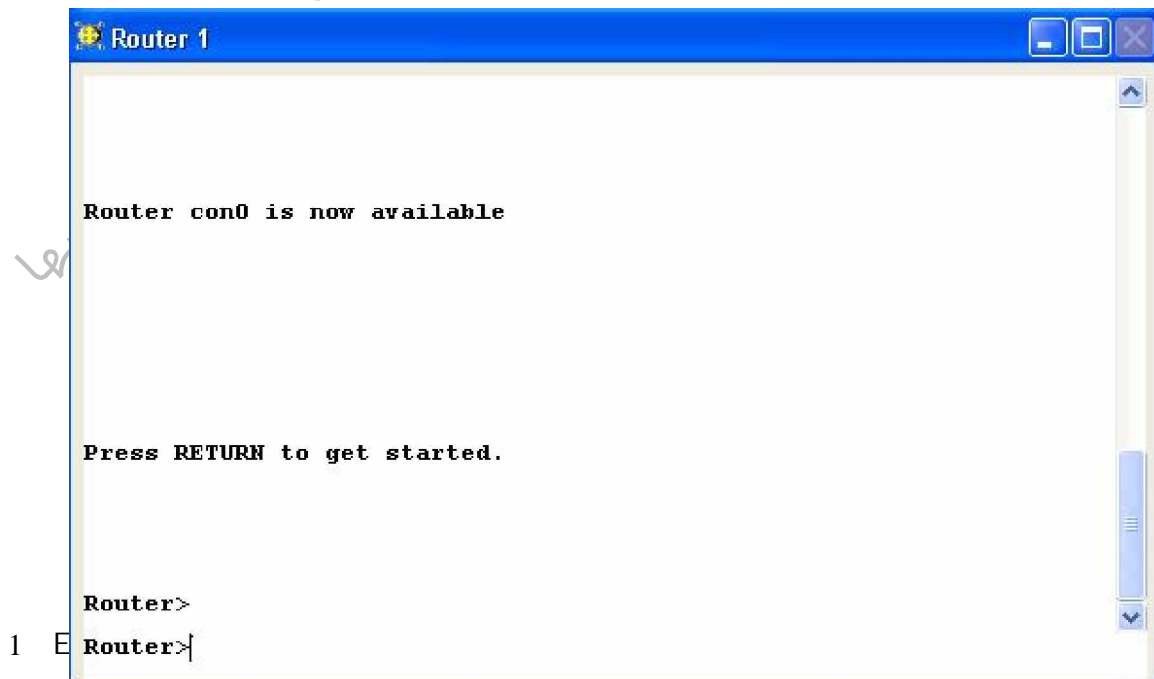 Router 1
Router con0 is now available
Press RETURN to get started.
Router>
1 E Router>